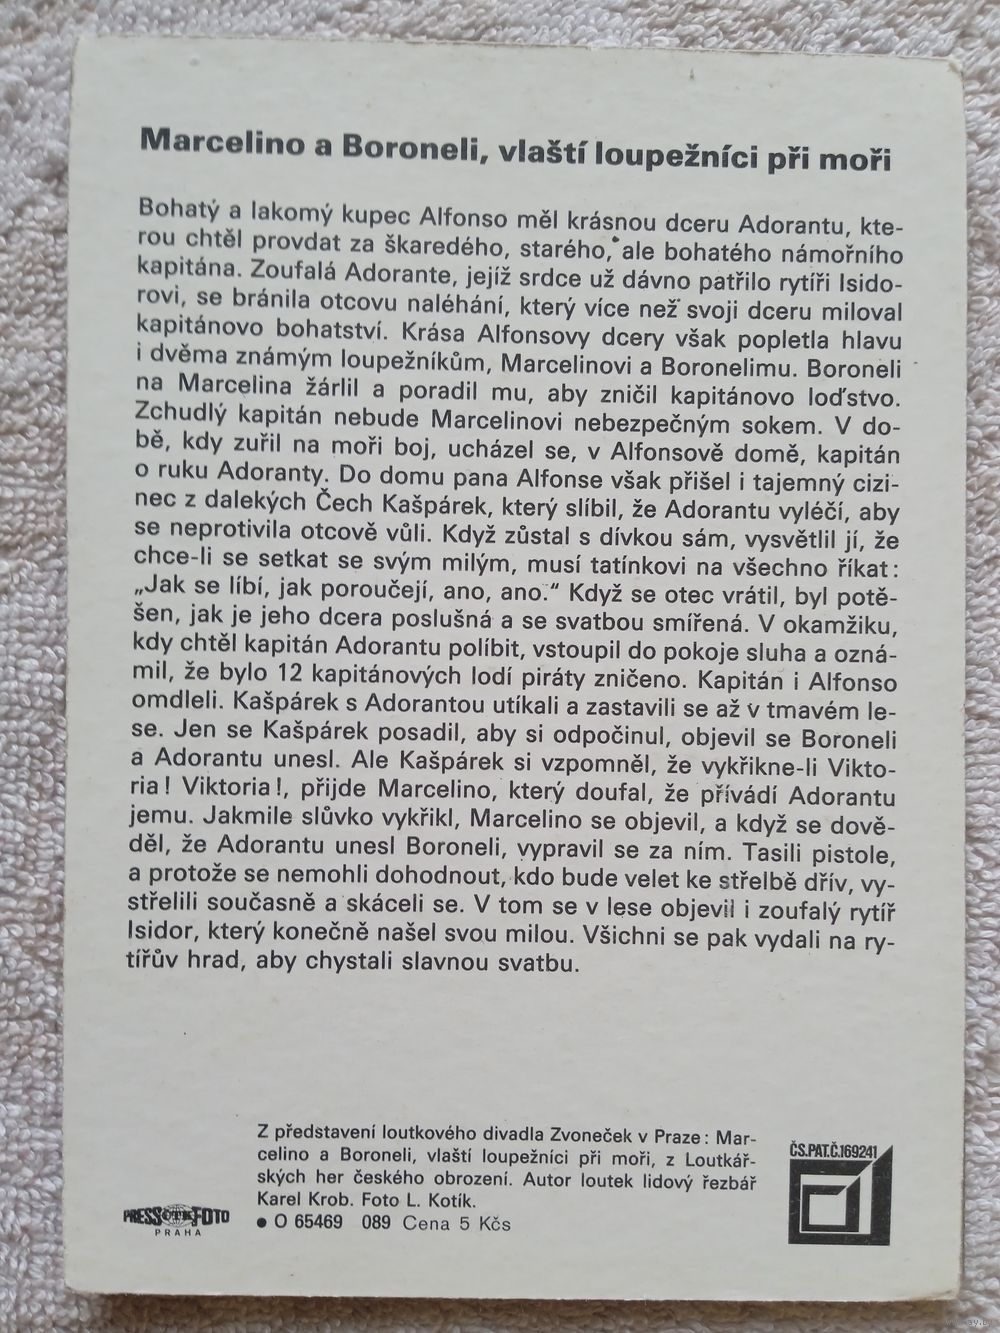 Marcelino a Boroneli, vlaští loupežníci při moři
Bohatý a lakomý kupec Alfonso měl krásnou dceru Adorantu, kte-
rou chtěl provdat za škaredého, starého, ale bohatého námořního
kapitána. Zoufalá Adorante, jejíž srdce už dávno patřilo rytíři Isido-
rovi, se bránila otcovu naléhání, který více než svoji dceru miloval
kapitánovo bohatství. Krása Alfonsovy dcery však popletla hlavu
i dvěma známým loupežníkům, Marcelinovi a Boronelimu. Boroneli
na Marcelina žárlil a poradil mu, aby zničil kapitánovo loďstvo.
Zchudlý kapitán nebude Marcelinovi nebezpečným sokem. V do-
bě, kdy zuřil na moři boj, ucházel se, v Alfonsově domě, kapitán
o ruku Adoranty. Do domu pana Alfonse však přišel i tajemný cizi-
nec z dalekých Čech Kašpárek, který slíbil, že Adorantu vyléčí, aby
se neprotivila otcově vůli. Když zůstal s dívkou sám, vysvětlil jí, že
chce-li se setkat se svým milým, musí tatínkovi na všechno říkat:
„Jak se líbí, jak poroučejí, ano, ano.“ Když se otec vrátil, byl potě-
šen, jak je jeho dcera poslušná a se svatbou smířená. V okamžiku,
kdy chtěl kapitán Adorantu políbit, vstoupil do pokoje sluha a ozná-
mil, že bylo 12 kapitánových lodí piráty zničeno. Kapitán i Alfonso
omdleli. Kašpárek s Adorantou utíkali a zastavili se až v tmavém le-
se. Jen se Kašpárek posadil, aby si odpočinul, objevil se Boroneli
a Adorantu unesl. Ale Kašpárek si vzpomněl, že vykřikne-li Vikto-
ria! Viktoria!, přijde Marcelino, který doufal, že přívádí Adorantu
jemu. Jakmile slůvko vykřikl, Marcelino se objevil, a když se dově-
děl, že Adorantu unesl Boroneli, vypravil se za ním. Tasili pistole,
a protože se nemohli dohodnout, kdo bude velet ke střelbě dřív, vy-
střelili současně a skáceli se. V tom se v lese objevil i zoufalý rytíř
Isidor, který konečně našel svou milou. Všichni se pak vydali na ry-
tířův hrad, aby chystali slavnou svatbu.
Z představení loutkového divadla Zvoneček v Praze: Mar-
celino a Boroneli, vlaští loupežníci při moři, z Loutkář-
ských her českého obrození. Autor loutek lidový řezbář
Karel Krob. Foto L. Kotík.
● O 65469 089 Cena 5 Kčs
PRESS ČTK FOTO
PRAHA
ČS.PAT.Č.169241